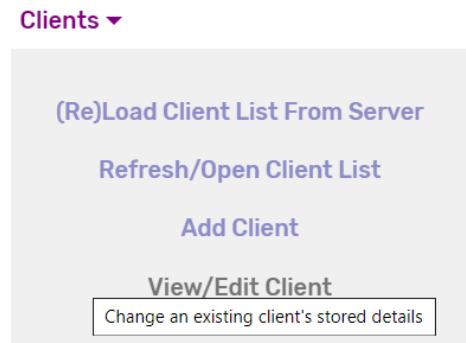 Clients
(Re)Load Client List From Server
Refresh/Open Client List
Add Client
View/Edit Client
Change an existing client's stored details